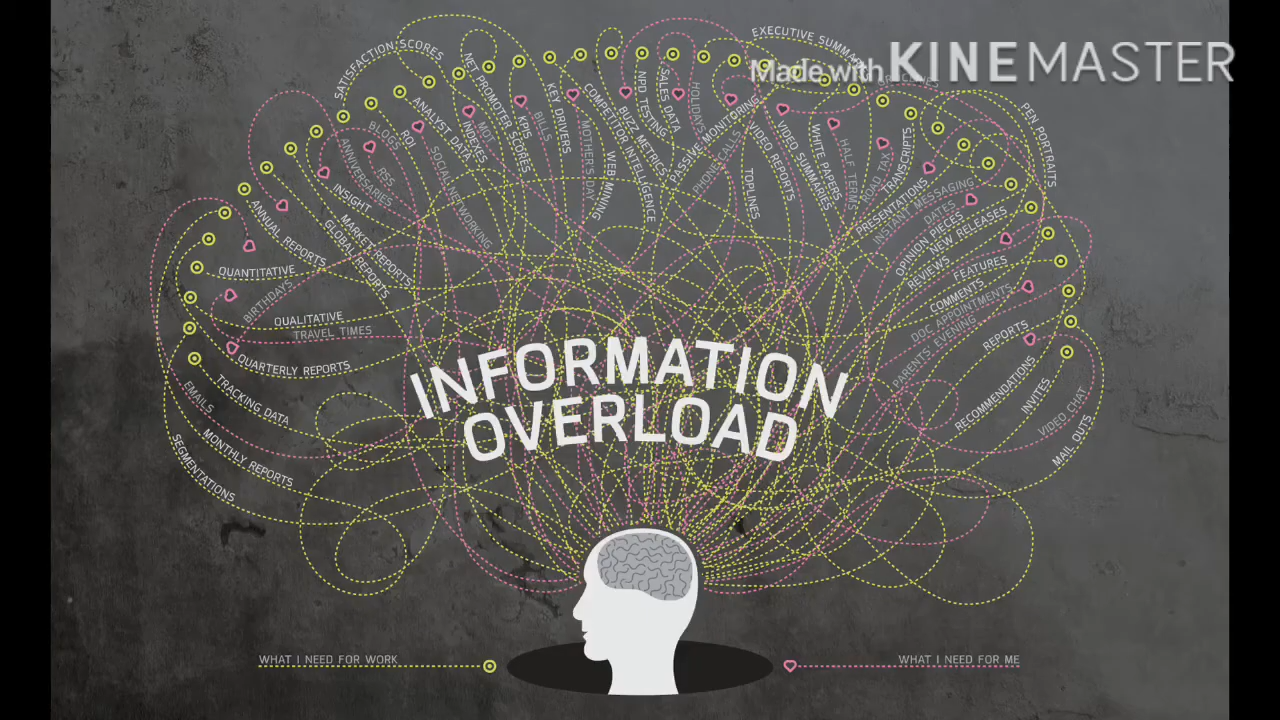 EXECUTIVE SUMMA
Made with KINEMASTER
SATISFACTION SCORES
NET PROMOTER SCORES
ANALYST DATA
INDEXES
KPIS
BILLS
KEY DRIVERS
MOTHER'S DAY
COMPETITOR INTELLIGENCE
WEB MINING
BUZZ METRICS
NPD TESTING
SALES DATA
HOLIDAYS
PASSIVE MONITORING
PHONE CALLS
TOPLINES
VIDEO REPORTS
VIDEO SUMMARIES
WHITE PAPERS
HALF TERM
ROAD TAX
TRANSCRIPTS
PEN PORTRAITS
PRESENTATIONS
INSTANT MESSAGING
DATES
OPINION PIECES
NEW RELEASES
REVIEWS
FEATURES
COMMENTS
DOC APPOINTMENTS
PARENTS' EVENING
REPORTS
RECOMMENDATIONS
INVITES
VIDEO CHAT
MAIL OUTS
BLOGS
ROI
ANNIVERSARIES
RSS
SOCIAL NETWORKING
INSIGHT
MARKET REPORTS
GLOBAL REPORTS
ANNUAL REPORTS
QUANTITATIVE
BIRTHDAYS
QUALITATIVE
TRAVEL TIMES
QUARTERLY REPORTS
TRACKING DATA
EMAILS
MONTHLY REPORTS
SEGMENTATIONS
INFORMATION
OVERLOAD
WHAT I NEED FOR WORK
WHAT I NEED FOR ME